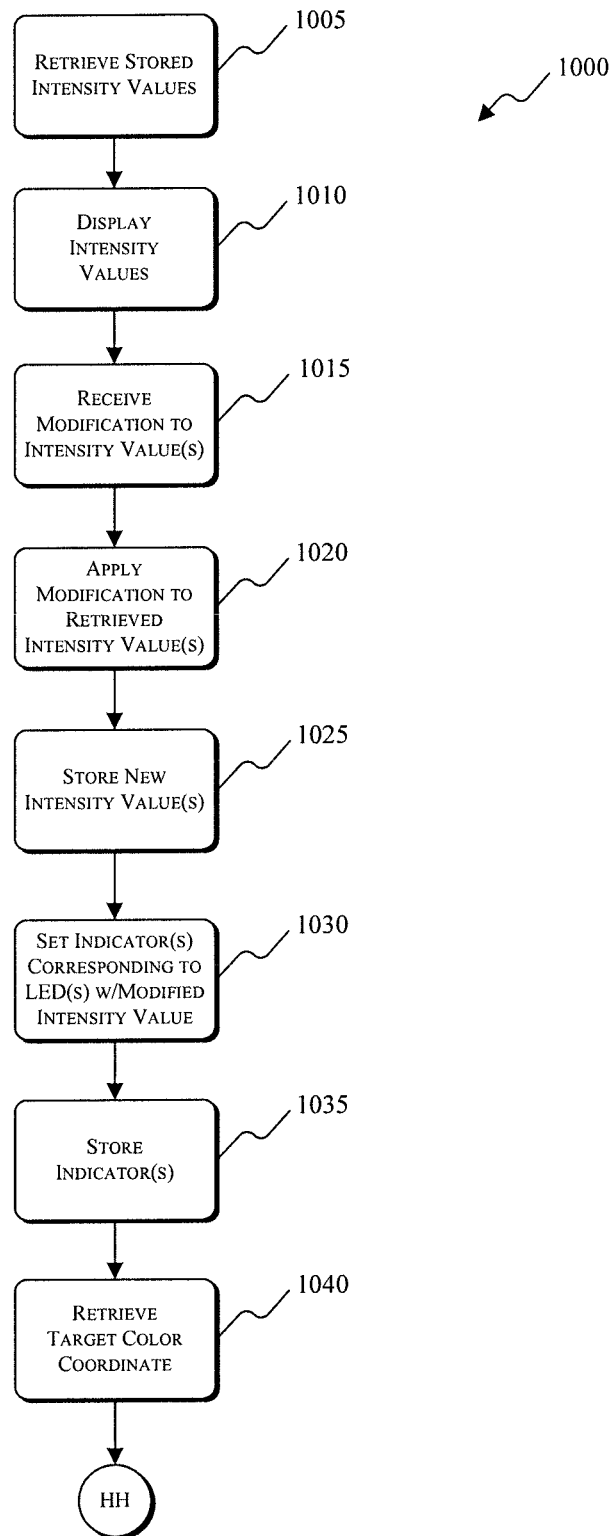 1005
RETRIEVE STORED
INTENSITY VALUES
1000
1010
DISPLAY
INTENSITY
VALUES
1015
RECEIVE
MODIFICATION TO
INTENSITY VALUE(S)
1020
APPLY
MODIFICATION TO
RETRIEVED
INTENSITY VALUE(S)
1025
STORE NEW
INTENSITY VALUE(S)
1030
SET INDICATOR(S)
CORRESPONDING TO
LED(S) W/MODIFIED
INTENSITY VALUE
1035
STORE
INDICATOR(S)
1040
RETRIEVE
TARGET COLOR
COORDINATE
HH